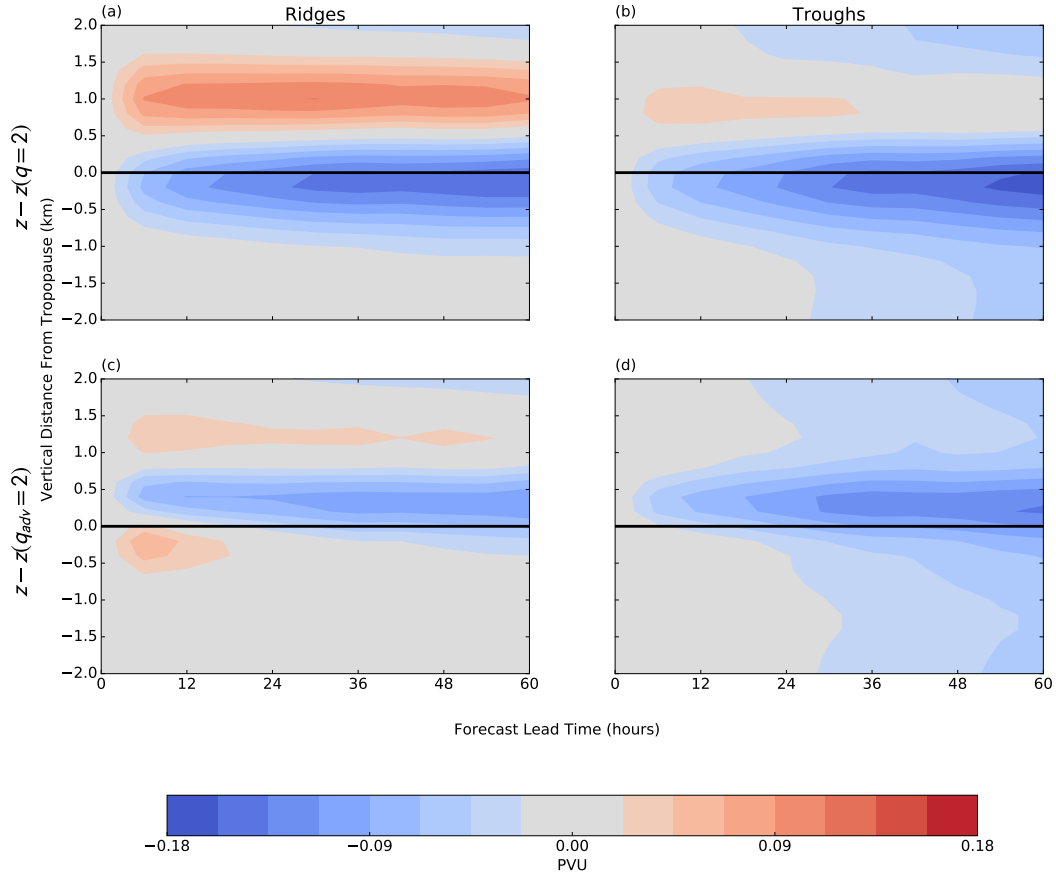 Ridges
Troughs
(a)
(b)
2.0
1.5
1.0
0.5
0.0
−0.5
−1.0
−1.5
−2.0
z − z(q = 2)
Vertical Distance From Tropopause (km)
(c)
(d)
2.0
1.5
1.0
0.5
0.0
−0.5
−1.0
−1.5
−2.0
z − z(q_adv = 2)
0 12 24 36 48 60
0 12 24 36 48 60
Forecast Lead Time (hours)
−0.18 −0.09 0.00 0.09 0.18
PVU